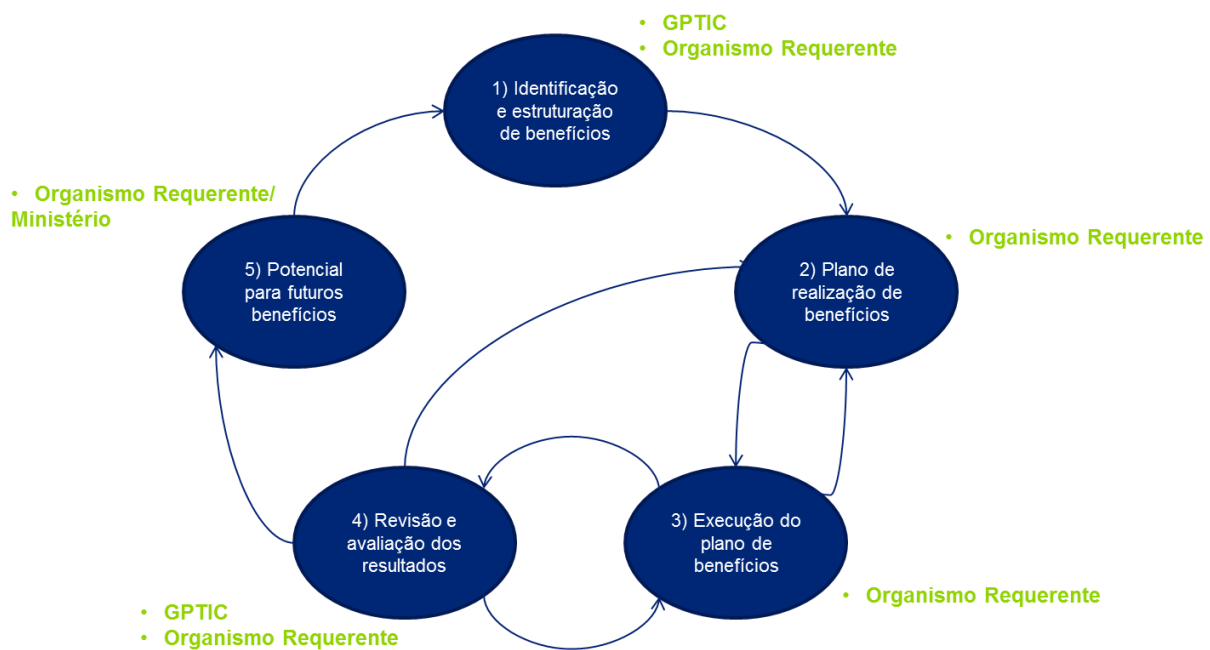 • GPTIC
• Organismo Requerente
1) Identificação
e estruturação
de benefícios
• Organismo Requerente/
Ministério
• Organismo Requerente
5) Potencial
para futuros
benefícios
2) Plano de
realização de
benefícios
4) Revisão e
avaliação dos
resultados
3) Execução do
plano de
benefícios
• Organismo Requerente
• GPTIC
• Organismo Requerente